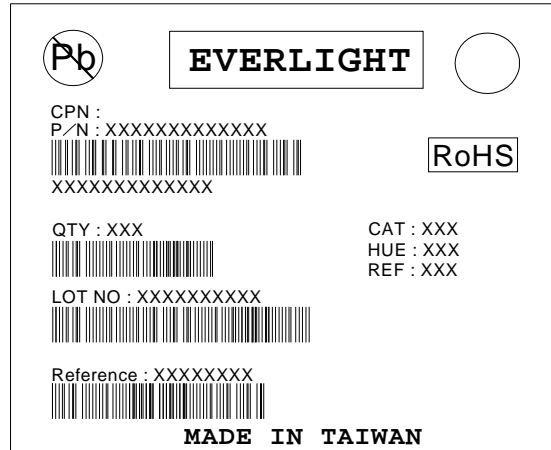 Pb
EVERLIGHT
CPN :
P/N : XXXXXXXXXXXXX
RoHS
XXXXXXXXXXXXX
QTY : XXX
CAT : XXX
HUE : XXX
REF : XXX
LOT NO : XXXXXXXXXX
Reference : XXXXXXXX
MADE IN TAIWAN